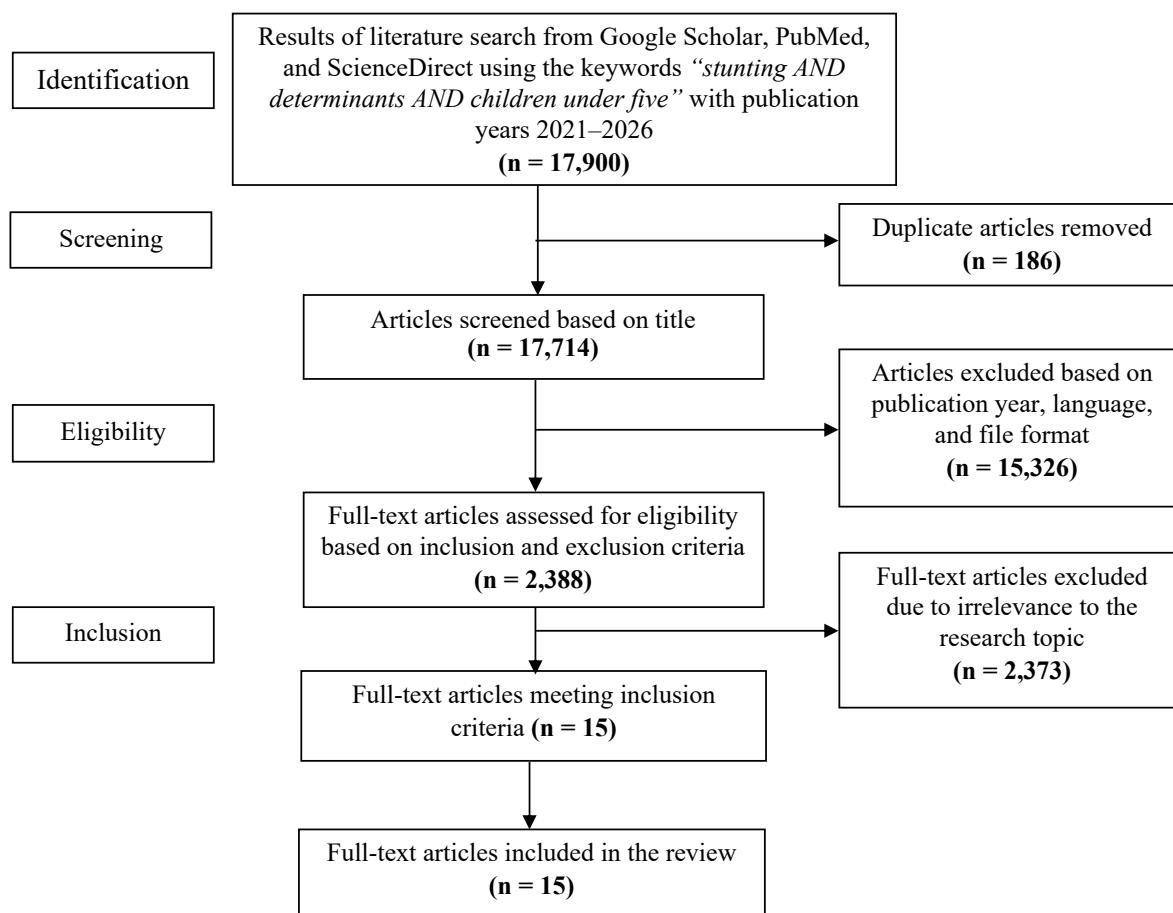 Identification
Results of literature search from Google Scholar, PubMed,
and ScienceDirect using the keywords “stunting AND
determinants AND children under five” with publication
years 2021–2026
(n = 17,900)
Screening
Duplicate articles removed
(n = 186)
Articles screened based on title
(n = 17,714)
Eligibility
Articles excluded based on
publication year, language,
and file format
(n = 15,326)
Full-text articles assessed for eligibility
based on inclusion and exclusion criteria
(n = 2,388)
Inclusion
Full-text articles excluded
due to irrelevance to the
research topic
(n = 2,373)
Full-text articles meeting inclusion
criteria (n = 15)
Full-text articles included in the review
(n = 15)